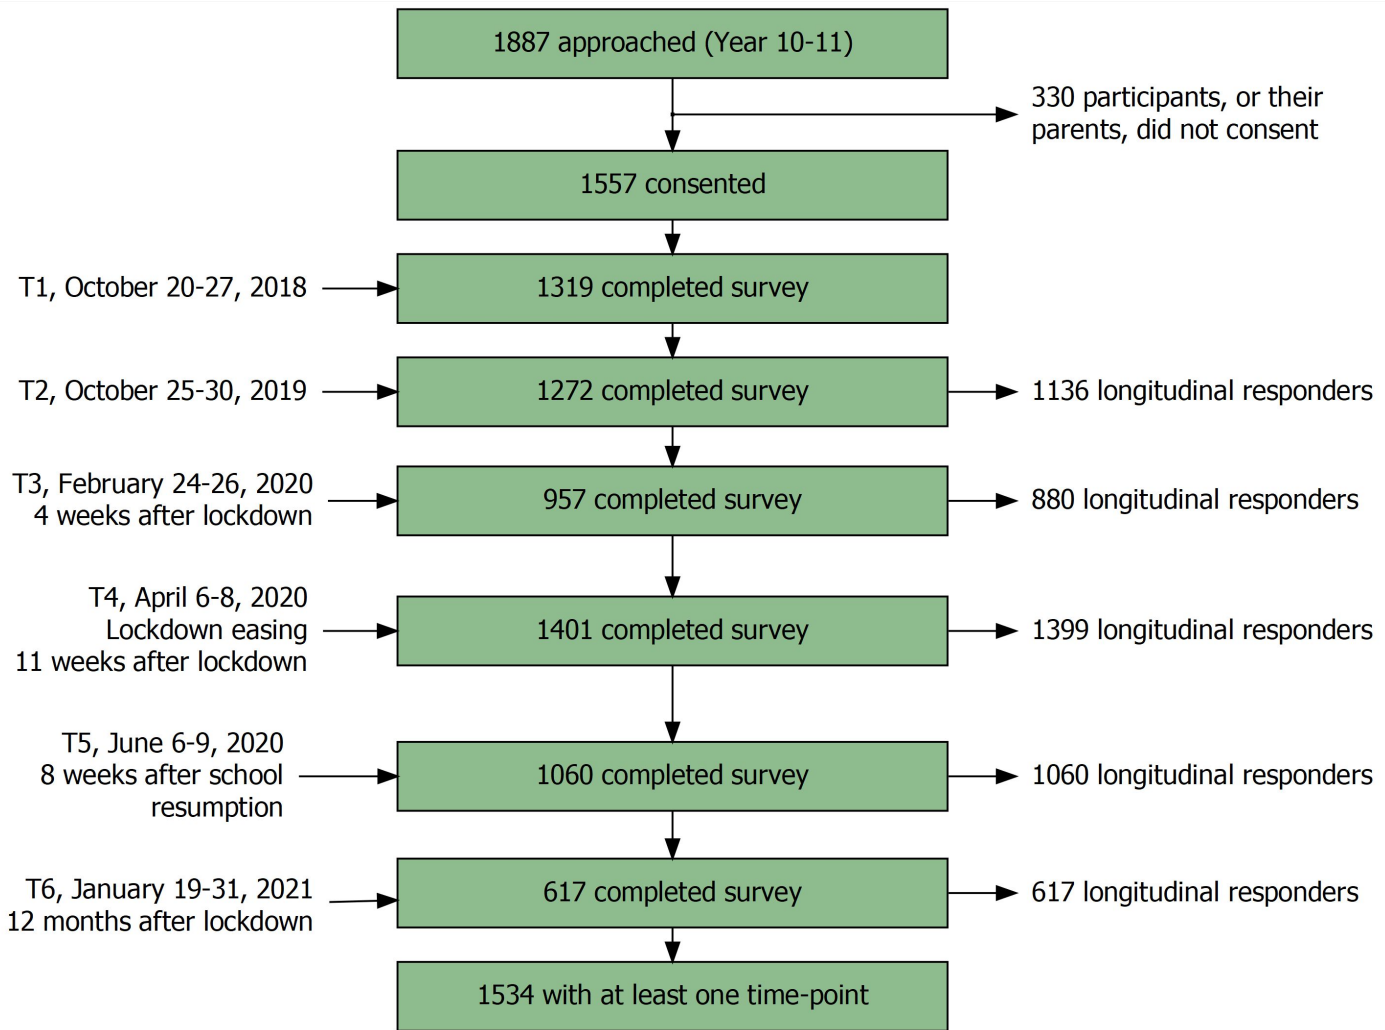 1887 approached (Year 10-11)
330 participants, or their
parents, did not consent
1557 consented
T1, October 20-27, 2018
1319 completed survey
T2, October 25-30, 2019
1272 completed survey
1136 longitudinal responders
T3, February 24-26, 2020
4 weeks after lockdown
957 completed survey
880 longitudinal responders
T4, April 6-8, 2020
Lockdown easing
11 weeks after lockdown
1401 completed survey
1399 longitudinal responders
T5, June 6-9, 2020
8 weeks after school
resumption
1060 completed survey
1060 longitudinal responders
T6, January 19-31, 2021
12 months after lockdown
617 completed survey
617 longitudinal responders
1534 with at least one time-point